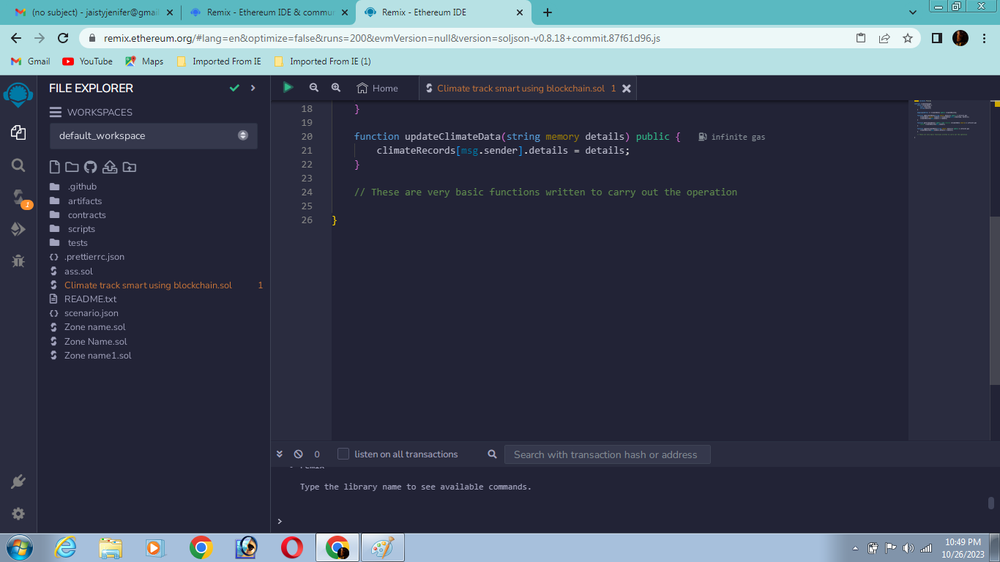 (no subject) - jaistyjenifer@gmai
Remix - Ethereum IDE & commu
Remix - Ethereum IDE
remix.ethereum.org/#lang=en&optimize=false&runs=200&evmVersion=null&version=soljson-v0.8.18+commit.87f61d96.js
Gmail YouTube Maps Imported From IE Imported From IE (1)
FILE EXPLORER
WORKSPACES
default_workspace
.github
artifacts
contracts
scripts
tests
.prettierrc.json
ass.sol
Climate track smart using blockchain.sol 1
README.txt
scenario.json
Zone name.sol
Zone Name.sol
Zone name1.sol
1
Home
Climate track smart using blockchain.sol 1
18 }
19
20 function updateClimateData(string memory details) public { infinite gas
21 climateRecords[msg.sender].details = details;
22 }
23
24 // These are very basic functions written to carry out the operation
25
26 }
0 listen on all transactions Search with transaction hash or address
remix
Type the library name to see available commands.
>
10:49 PM
10/26/2023